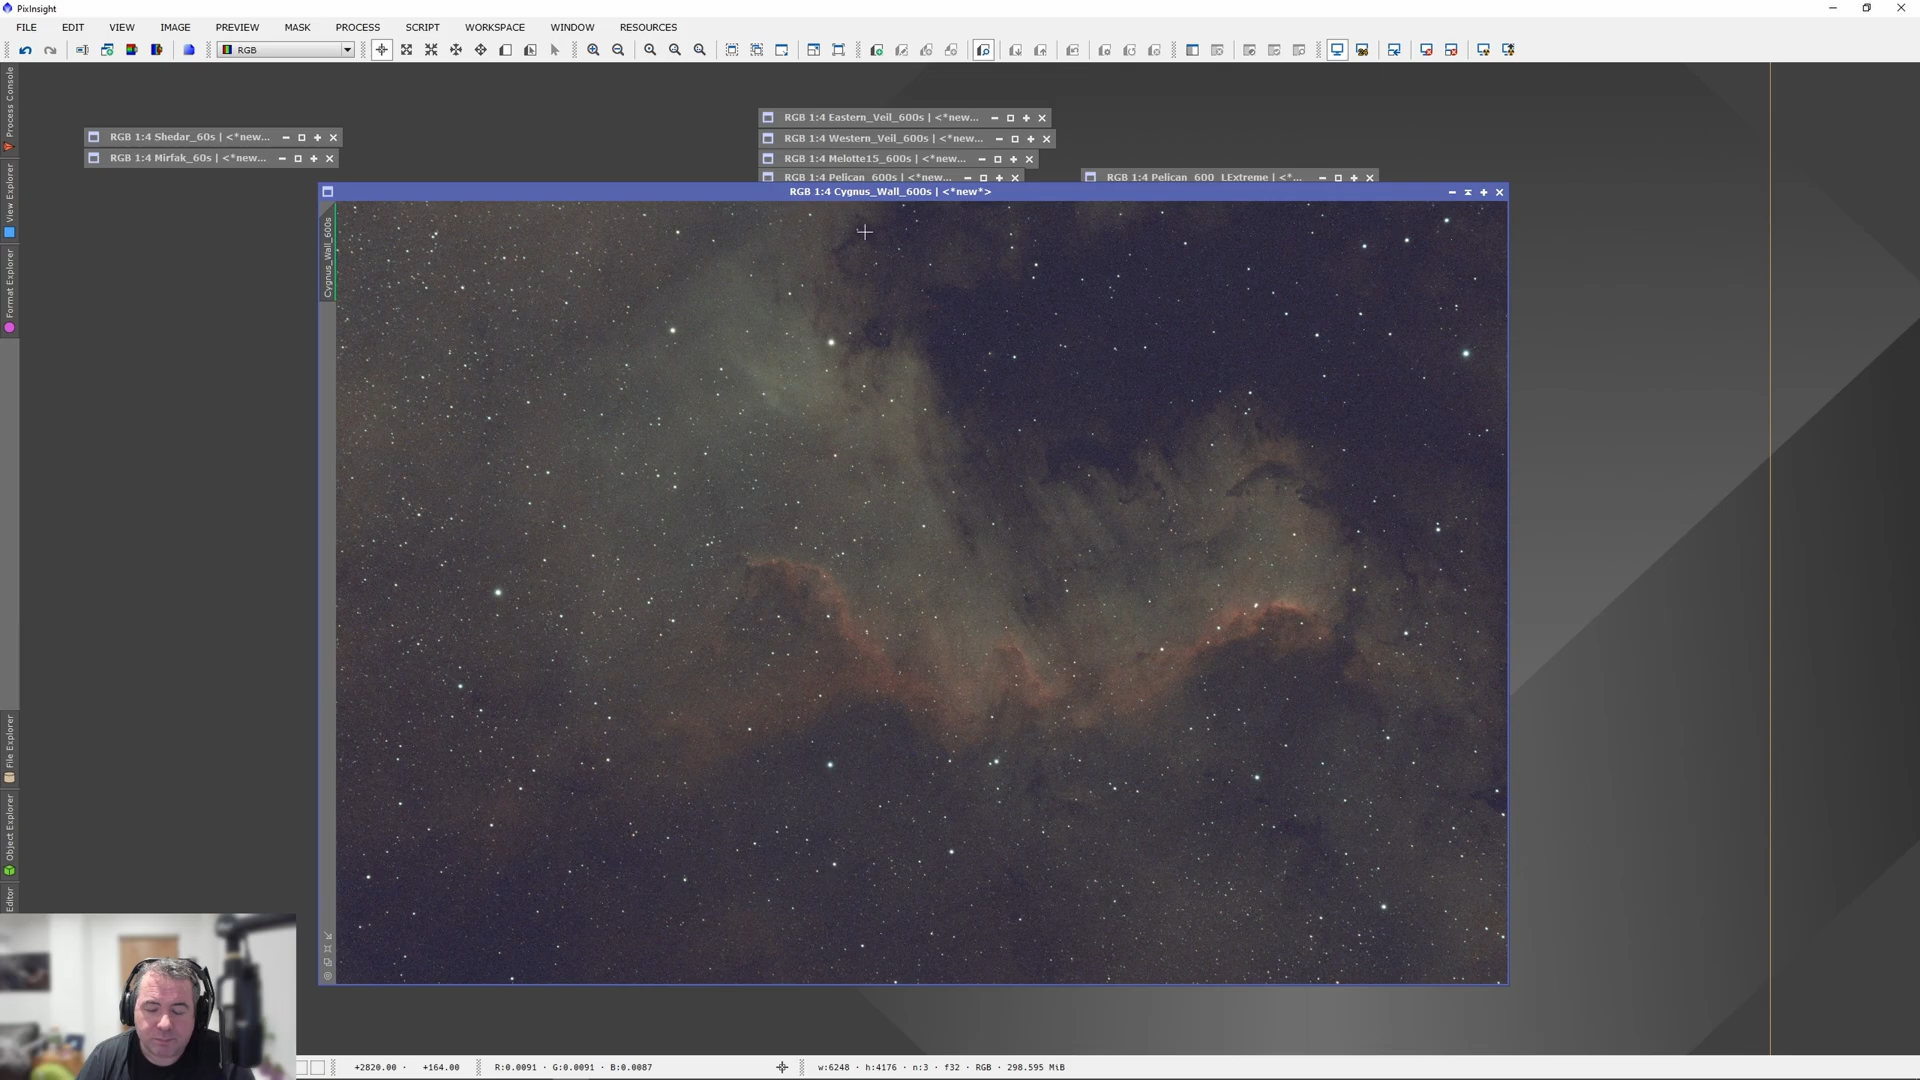 PixInsight
FILE EDIT VIEW IMAGE PREVIEW MASK PROCESS SCRIPT WORKSPACE WINDOW RESOURCES
RGB
Process Console
View Explorer
Format Explorer
File Explorer
Object Explorer
Editor
RGB 1:4 Shedar_60s | <*new...
RGB 1:4 Mirfak_60s | <*new...
RGB 1:4 Eastern_Veil_600s | <*new...
RGB 1:4 Western_Veil_600s | <*new...
RGB 1:4 Melotte15_600s | <*new...
RGB 1:4 Pelican_600s | <*new...
RGB 1:4 Pelican_600_LExtreme | <*...
RGB 1:4 Cygnus_Wall_600s | <*new*>
Cygnus_Wall_600s
+2820.00 · +164.00 R:0.0091 · G:0.0091 · B:0.0087 w:6248 · h:4176 · n:3 · f32 · RGB · 298.595 MiB